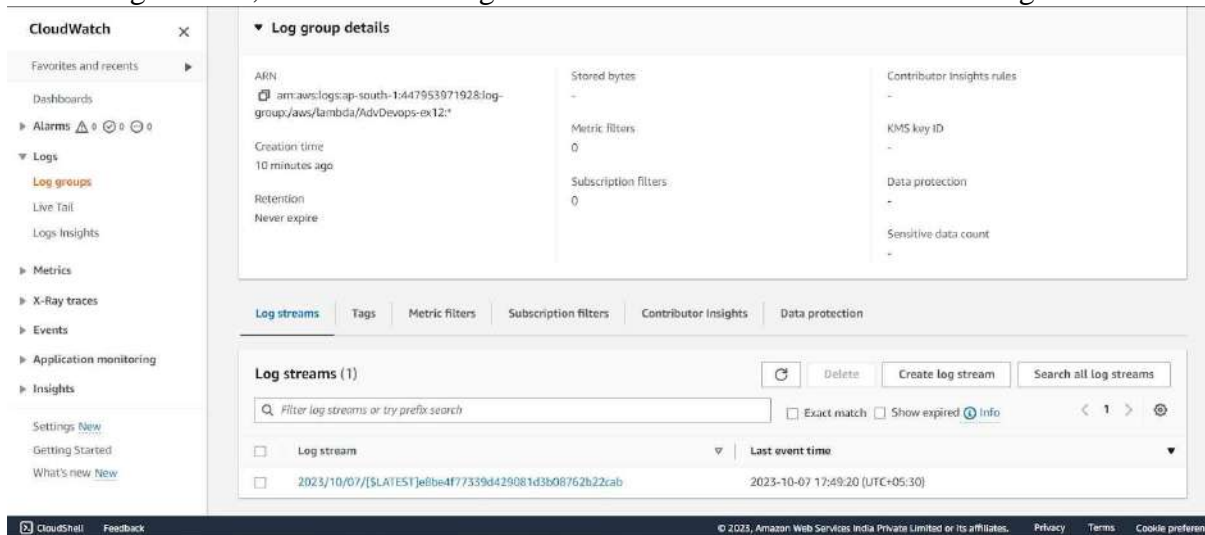 CloudWatch
Favorites and recents
Dashboards
Alarms 0 0 0
Logs
Log groups
Live Tail
Logs Insights
Metrics
X-Ray traces
Events
Application monitoring
Insights
Settings New
Getting Started
What's new New
Log group details
ARN
arn:aws:logs:ap-south-1:447953971928:log-
group:/aws/lambda/AdvDevops-ex12:*
Creation time
10 minutes ago
Retention
Never expire
Stored bytes
-
Metric filters
0
Subscription filters
0
Contributor Insights rules
-
KMS key ID
-
Data protection
-
Sensitive data count
-
Log streams Tags Metric filters Subscription filters Contributor Insights Data protection
Log streams (1)
Delete Create log stream Search all log streams
Filter log streams or try prefix search
Exact match Show expired Info
1
Log stream Last event time
2023/10/07/[$LATEST]e8be4f77339d429081d3b08762b22cab 2023-10-07 17:49:20 (UTC+05:30)
CloudShell Feedback © 2023, Amazon Web Services India Private Limited or its affiliates. Privacy Terms Cookie preferen